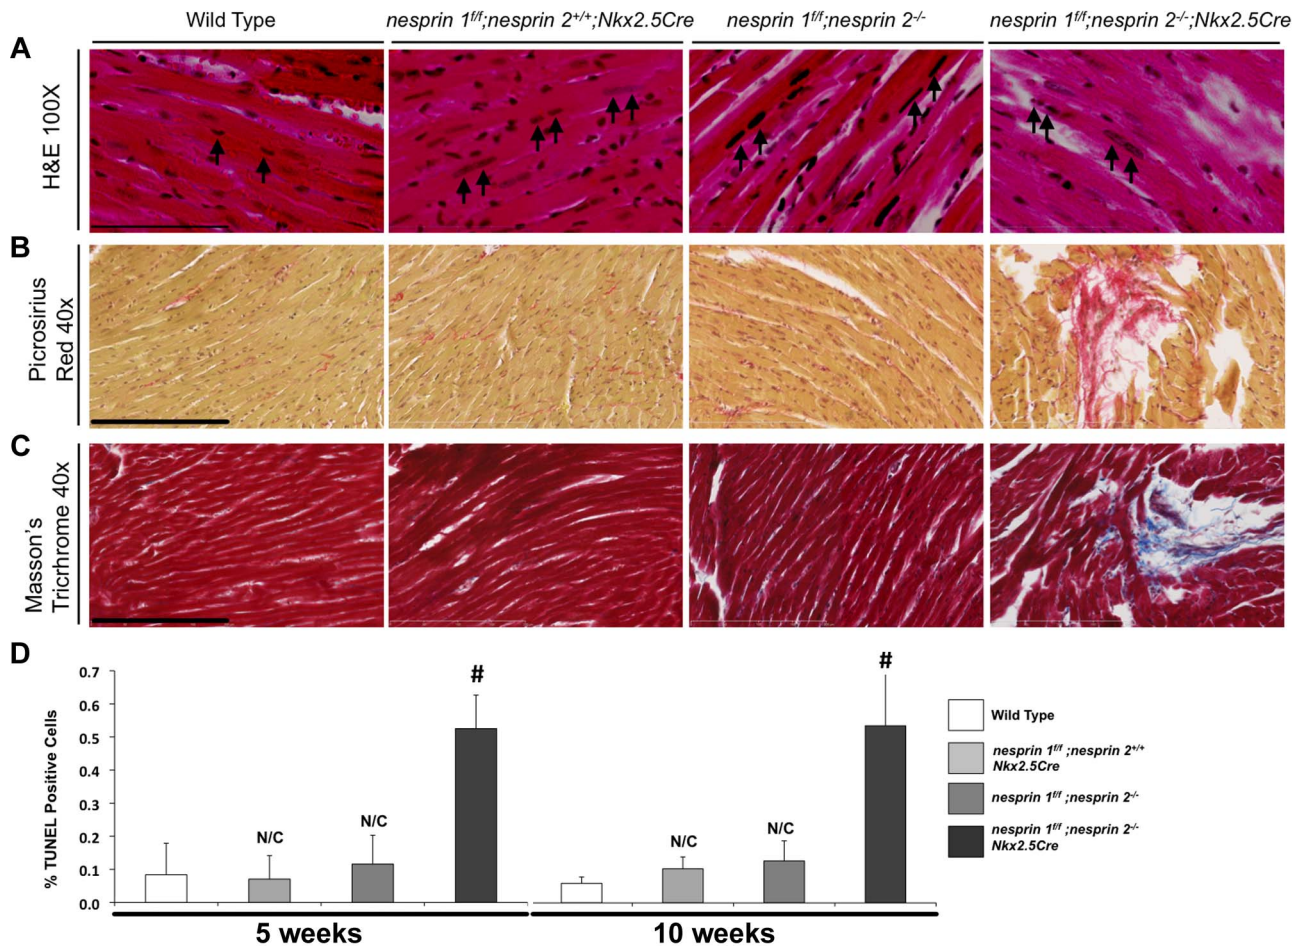 Wild Type
nesprin 1f/f;nesprin 2+/+;Nkx2.5Cre
nesprin 1f/f;nesprin 2-/-
nesprin 1f/f;nesprin 2-/-;Nkx2.5Cre
A
H&E 100X
B
Picrosirius
Red 40x
C
Masson's
Tricrhrome 40x
D
% TUNEL Positive Cells
0.7
0.6
0.5
0.4
0.3
0.2
0.1
0.0
N/C
N/C
#
N/C
N/C
#
5 weeks
10 weeks
Wild Type
nesprin 1f/f ;nesprin 2+/+
Nkx2.5Cre
nesprin 1f/f ;nesprin 2-/-
nesprin 1f/f ;nesprin 2-/-
Nkx2.5Cre